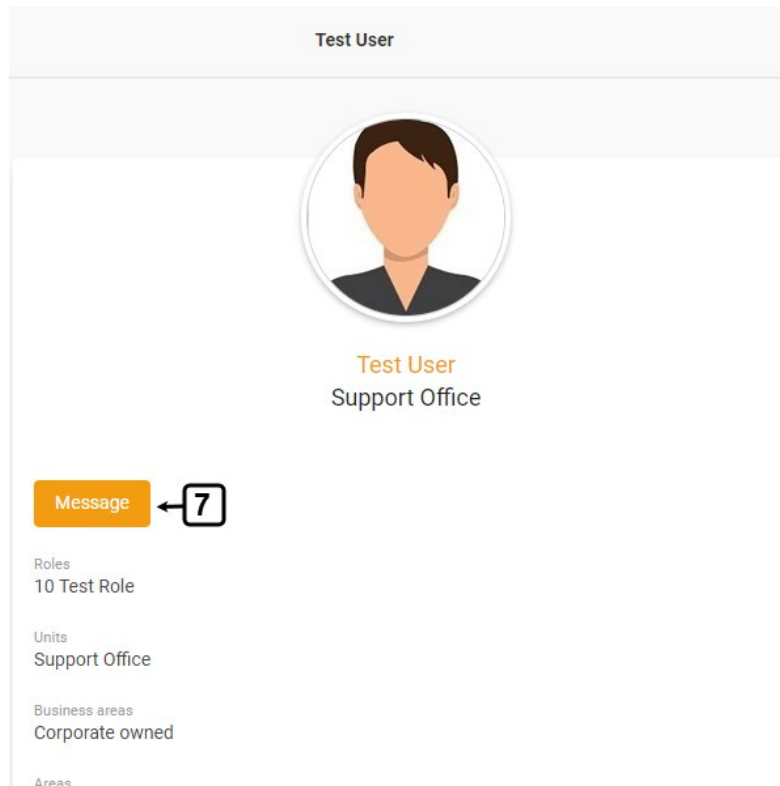 Test User
Test User
Support Office
Message
7
Roles
10 Test Role
Units
Support Office
Business areas
Corporate owned
Areas